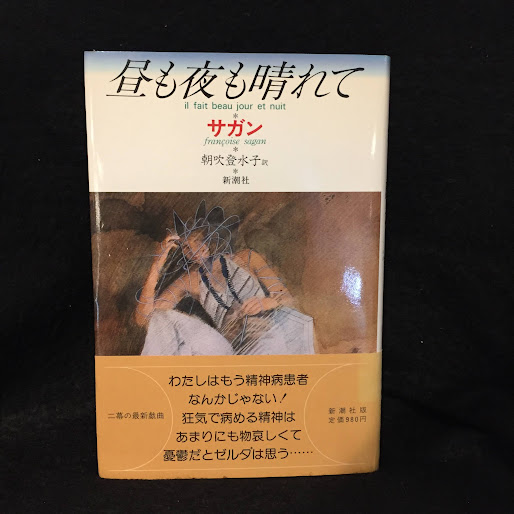 昼も夜も晴れて
il fait beau jour et nuit
*
サガン
françoise sagan
*
朝吹登水子訳
*
新潮社
わたしはもう精神病患者
なんかじゃない!
狂気で病める精神は
あまりにも物哀しくて
憂鬱だとゼルダは思う……
二幕の最新戯曲
新潮社版
定価980円